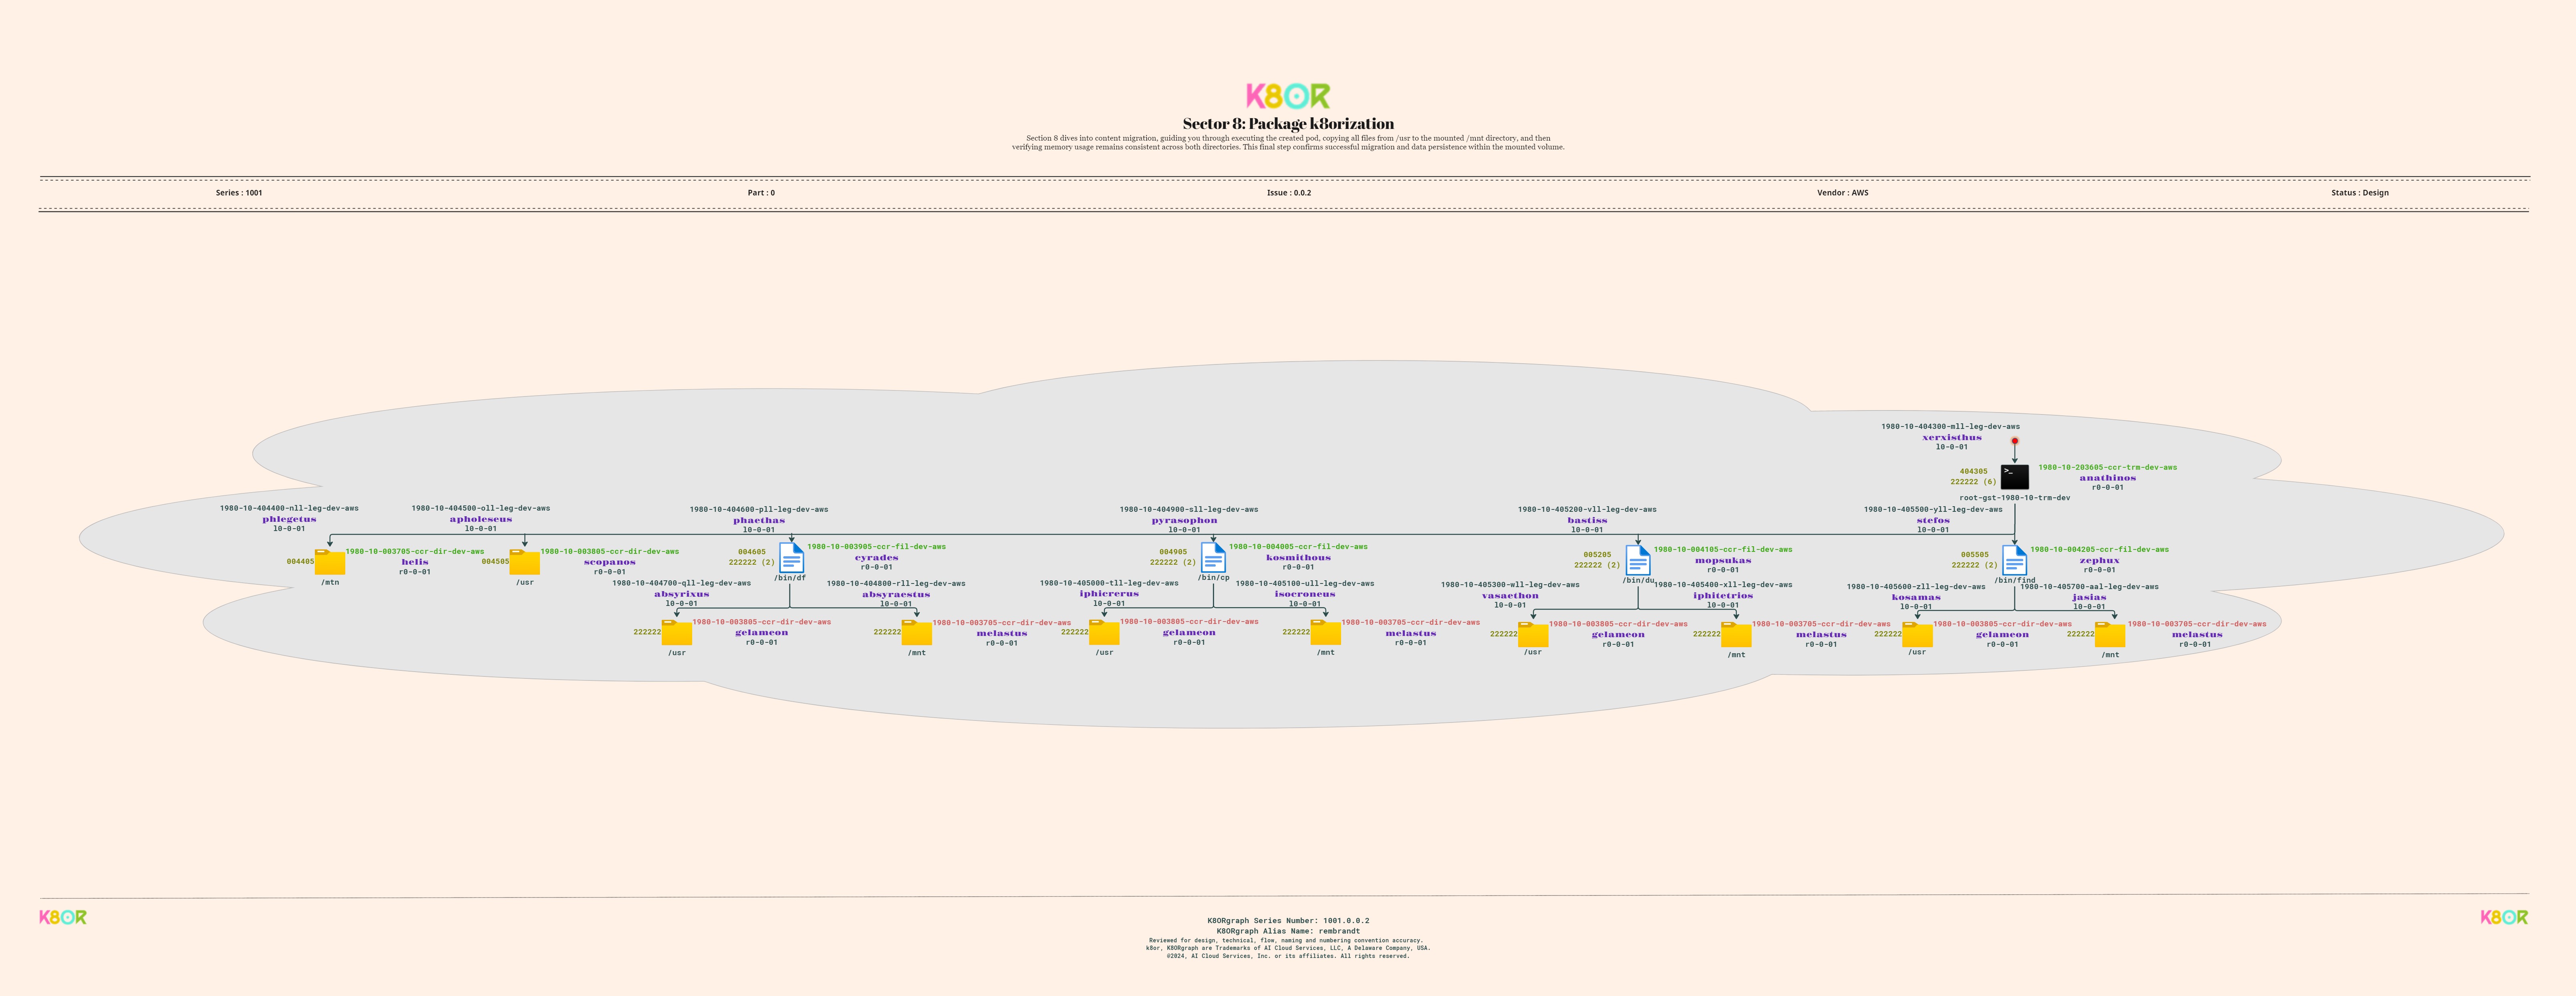 K8OR
Sector 8: Package k8orization
Section 8 dives into content migration, guiding you through executing the created pod, copying all files from /usr to the mounted /mnt directory, and then
verifying memory usage remains consistent across both directories. This final step confirms successful migration and data persistence within the mounted volume.
Series : 1001
Part : 0
Issue : 0.0.2
Vendor : AWS
Status : Design
1980-10-404300-mll-leg-dev-aws
xerxisthus
l0-0-01
404305
222222 (6)
>_
1980-10-203605-ccr-trm-dev-aws
anathinos
r0-0-01
root-gst-1980-10-trm-dev
1980-10-404400-nll-leg-dev-aws
phlegetus
l0-0-01
1980-10-404500-oll-leg-dev-aws
apholeseus
l0-0-01
1980-10-404600-pll-leg-dev-aws
phaethas
l0-0-01
1980-10-404900-sll-leg-dev-aws
pyrasophon
l0-0-01
1980-10-405200-vll-leg-dev-aws
bastiss
l0-0-01
1980-10-405500-yll-leg-dev-aws
stefos
l0-0-01
004405
1980-10-003705-ccr-dir-dev-aws
helis
r0-0-01
/mtn
004505
1980-10-003805-ccr-dir-dev-aws
scopanos
r0-0-01
/usr
004605
222222 (2)
1980-10-003905-ccr-fil-dev-aws
cyrades
r0-0-01
/bin/df
004905
222222 (2)
1980-10-004005-ccr-fil-dev-aws
kosmithous
r0-0-01
/bin/cp
005205
222222 (2)
1980-10-004105-ccr-fil-dev-aws
mopsukas
r0-0-01
/bin/du
005505
222222 (2)
1980-10-004205-ccr-fil-dev-aws
zephux
r0-0-01
/bin/find
1980-10-404700-qll-leg-dev-aws
absyrixus
l0-0-01
1980-10-404800-rll-leg-dev-aws
absyraestus
l0-0-01
1980-10-405000-tll-leg-dev-aws
iphicrerus
l0-0-01
1980-10-405100-ull-leg-dev-aws
isocroneus
l0-0-01
1980-10-405300-wll-leg-dev-aws
vasaethon
l0-0-01
1980-10-405400-xll-leg-dev-aws
iphitetrios
l0-0-01
1980-10-405600-zll-leg-dev-aws
kosamas
l0-0-01
1980-10-405700-aal-leg-dev-aws
jasias
l0-0-01
222222
1980-10-003805-ccr-dir-dev-aws
gelameon
r0-0-01
/usr
222222
1980-10-003705-ccr-dir-dev-aws
melastus
r0-0-01
/mnt
222222
1980-10-003805-ccr-dir-dev-aws
gelameon
r0-0-01
/usr
222222
1980-10-003705-ccr-dir-dev-aws
melastus
r0-0-01
/mnt
222222
1980-10-003805-ccr-dir-dev-aws
gelameon
r0-0-01
/usr
222222
1980-10-003705-ccr-dir-dev-aws
melastus
r0-0-01
/mnt
222222
1980-10-003805-ccr-dir-dev-aws
gelameon
r0-0-01
/usr
222222
1980-10-003705-ccr-dir-dev-aws
melastus
r0-0-01
/mnt
K8OR
K8ORgraph Series Number: 1001.0.0.2
K8ORgraph Alias Name: rembrandt
Reviewed for design, technical, flow, naming and numbering convention accuracy.
k8or, K8ORgraph are Trademarks of AI Cloud Services, LLC, A Delaware Company, USA.
©2024, AI Cloud Services, Inc. or its affiliates. All rights reserved.
K8OR